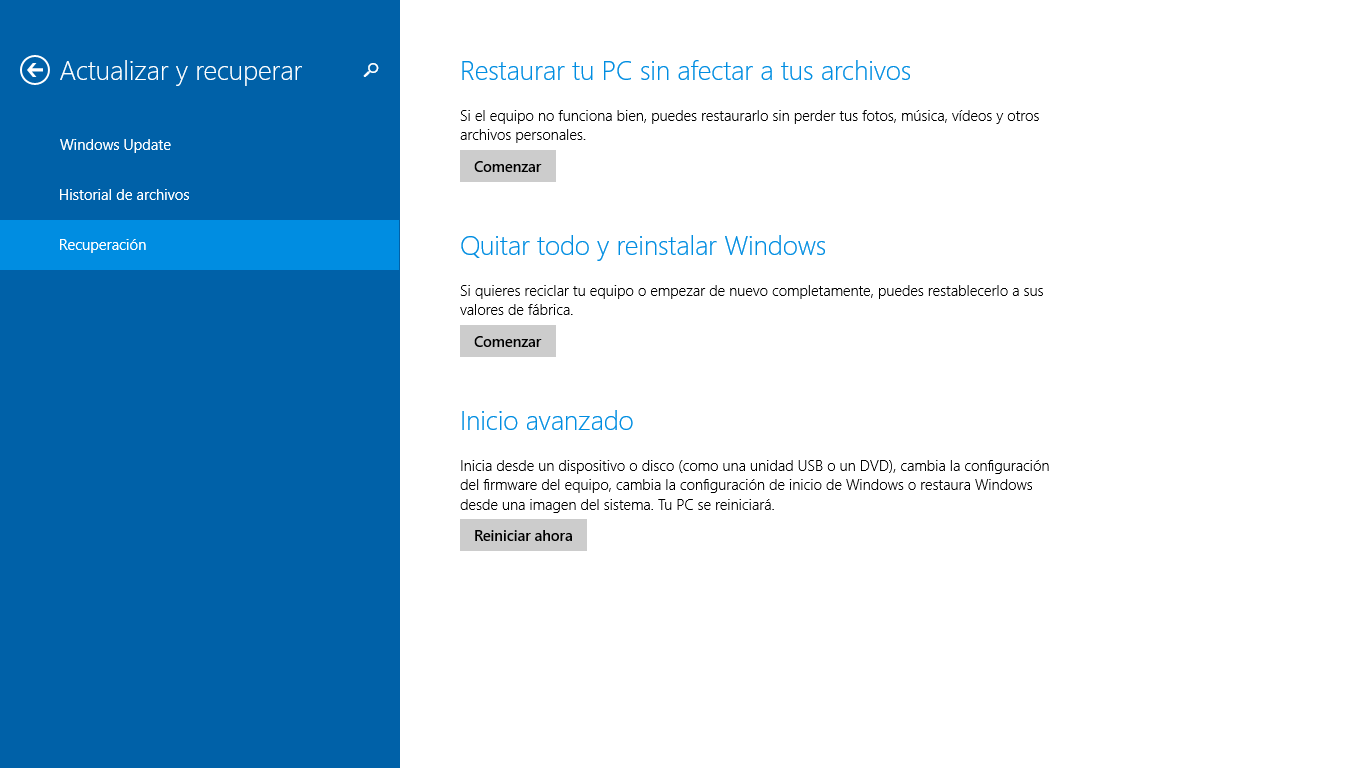 Actualizar y recuperar
Windows Update
Historial de archivos
Recuperación
Restaurar tu PC sin afectar a tus archivos
Si el equipo no funciona bien, puedes restaurarlo sin perder tus fotos, música, vídeos y otros
archivos personales.
Comenzar
Quitar todo y reinstalar Windows
Si quieres reciclar tu equipo o empezar de nuevo completamente, puedes restablecerlo a sus
valores de fábrica.
Comenzar
Inicio avanzado
Inicia desde un dispositivo o disco (como una unidad USB o un DVD), cambia la configuración
del firmware del equipo, cambia la configuración de inicio de Windows o restaura Windows
desde una imagen del sistema. Tu PC se reiniciará.
Reiniciar ahora